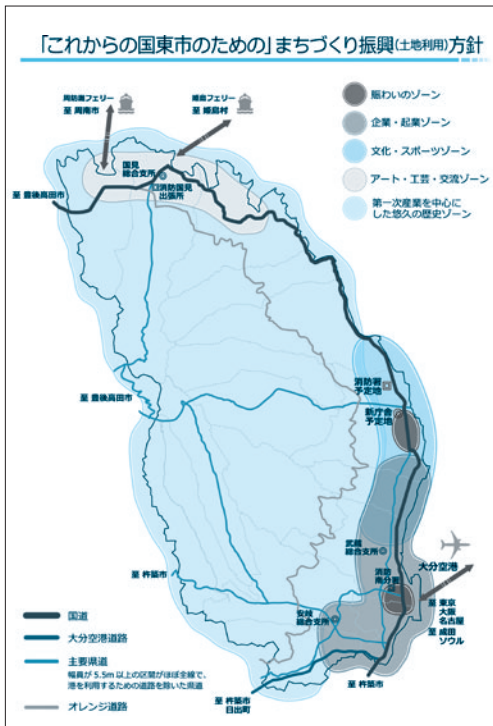 「これからの国東市のための」まちづくり振興(土地利用)方針
周防灘フェリー
至 周南市
姫島フェリー
至 姫島村
賑わいのゾーン
企業・起業ゾーン
文化・スポーツゾーン
アート・工芸・交流ゾーン
第一次産業を中心に
した悠久の歴史ゾーン
国見
総合支所
消防国見
出張所
至 豊後高田市
消防署
予定地
新庁舎
予定地
至 豊後高田市
武蔵
総合支所
消防
南分署
大分空港
至 杵築市
安岐
総合支所
至 東京
大阪
名古屋
至 成田
ソウル
至 杵築市
至 杵築市
日出町
国道
大分空港道路
主要県道
幅員が 5.5m 以上の区間がほぼ全線で、
港を利用するための道路を除いた県道
オレンジ道路